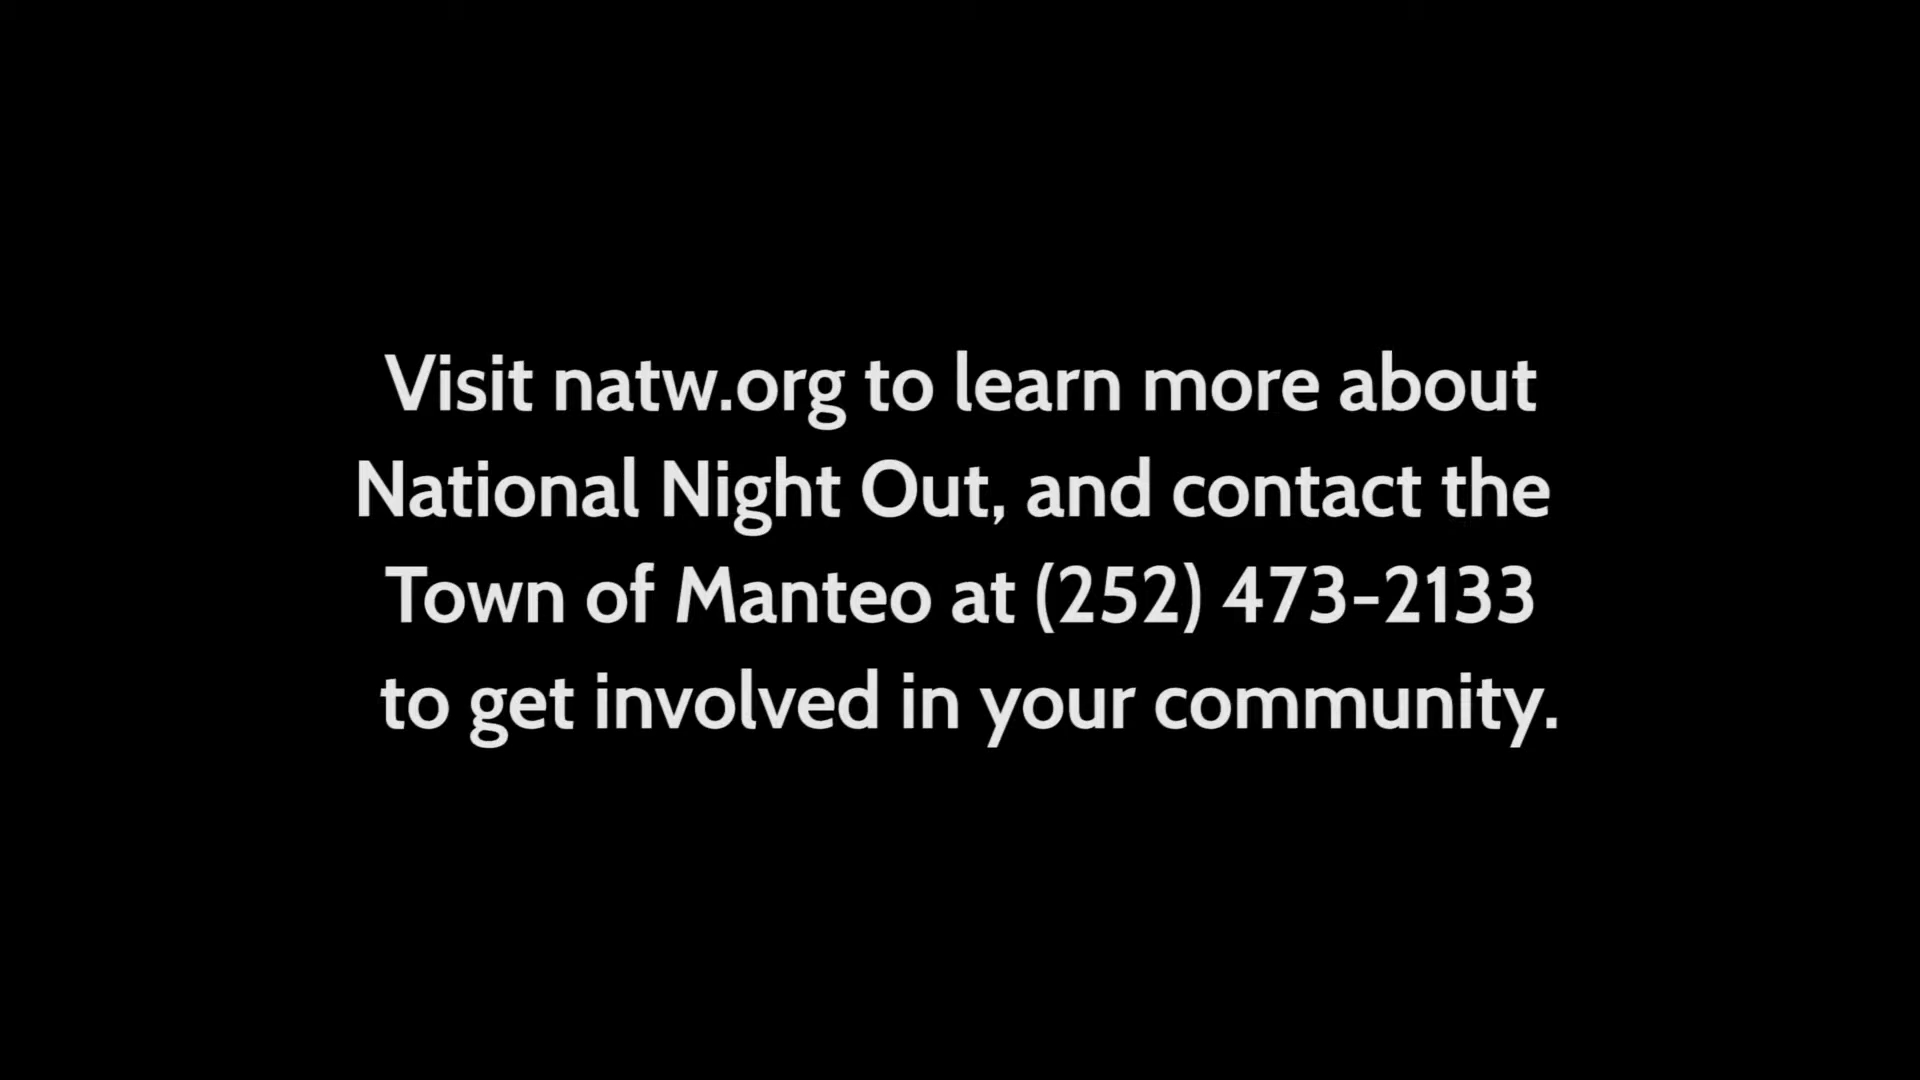 Visit natw.org to learn more about
National Night Out, and contact the
Town of Manteo at (252) 473-2133
to get involved in your community.